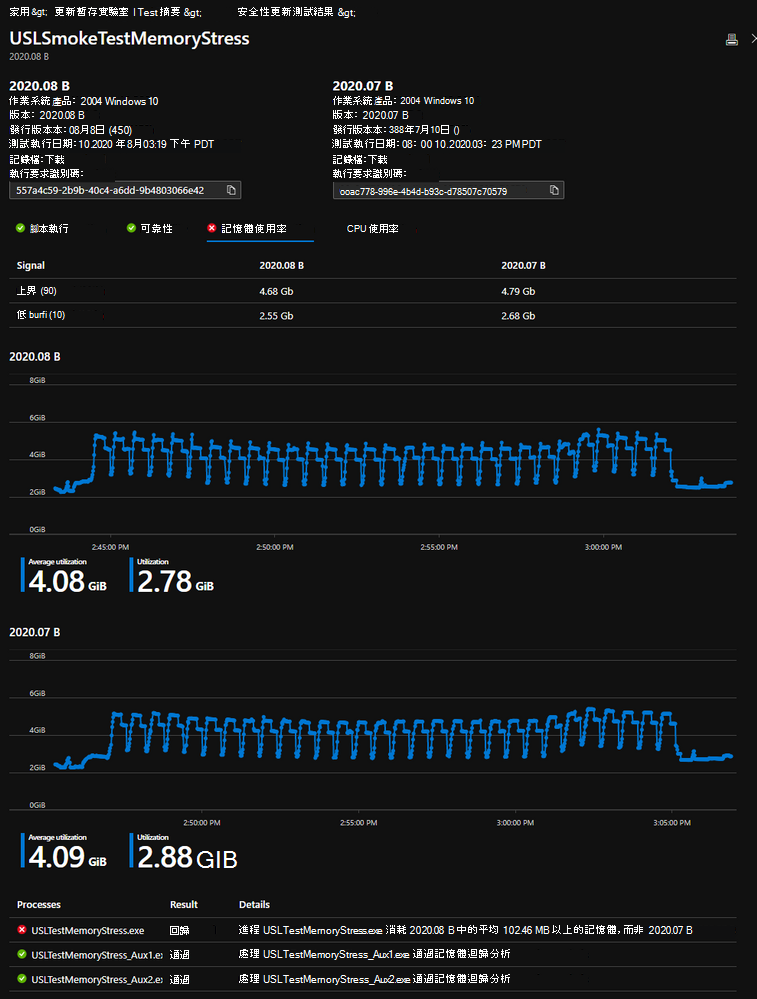 家用&gt; 更新暫存實驗室 | Test 摘要 &gt; 安全性更新測試結果 &gt;
USLSmokeTestMemoryStress
2020.08 B
2020.08 B
作業系統產品： 2004 Windows 10
版本： 2020.08 B
發行版本本：08月8日 (450)
測試執行日期：10.2020 年8月03:19 下午 PDT
記錄檔：下載
執行要求識別碼：
557a4c59-2b9b-40c4-a6dd-9b4803066e42
2020.07 B
作業系統產品： 2004 Windows 10
版本： 2020.07 B
發行版本本：388年7月10日 ()
測試執行日期：08：00 10.2020.03：23 PM PDT
記錄檔：下載
執行要求識別碼：
ooac778-996e-4b4d-b93c-d78507c70579
腳本執行 可靠性 記憶體使用率 CPU 使用率
Signal 2020.08 B 2020.07 B
上界 (90) 4.68 Gb 4.79 Gb
低 burfi (10) 2.55 Gb 2.68 Gb
2020.08 B
8GiB
6GiB
4GiB
2GiB
0GiB
2:45:00 PM 2:50:00 PM 2:55:00 PM 3:00:00 PM
Average utilization Utilization
4.08 GiB 2.78 GiB
2020.07 B
8GiB
6GiB
4GiB
2GiB
0GiB
2:50:00 PM 2:55:00 PM 3:00:00 PM 3:05:00 PM
Average utilization Utilization
4.09 GiB 2.88 GIB
Processes Result Details
USLTestMemoryStress.exe 回歸 進程 USLTestMemoryStress.exe 消耗 2020.08 B 中的平均 102.46 MB 以上的記憶體，而非 2020.07 B
USLTestMemoryStress_Aux1.ex 通過 處理 USLTestMemoryStress_Aux1.exe 通過記憶體迴歸分析
USLTestMemoryStress_Aux2.ex 通過 處理 USLTestMemoryStress_Aux2.exe 通過記憶體迴歸分析